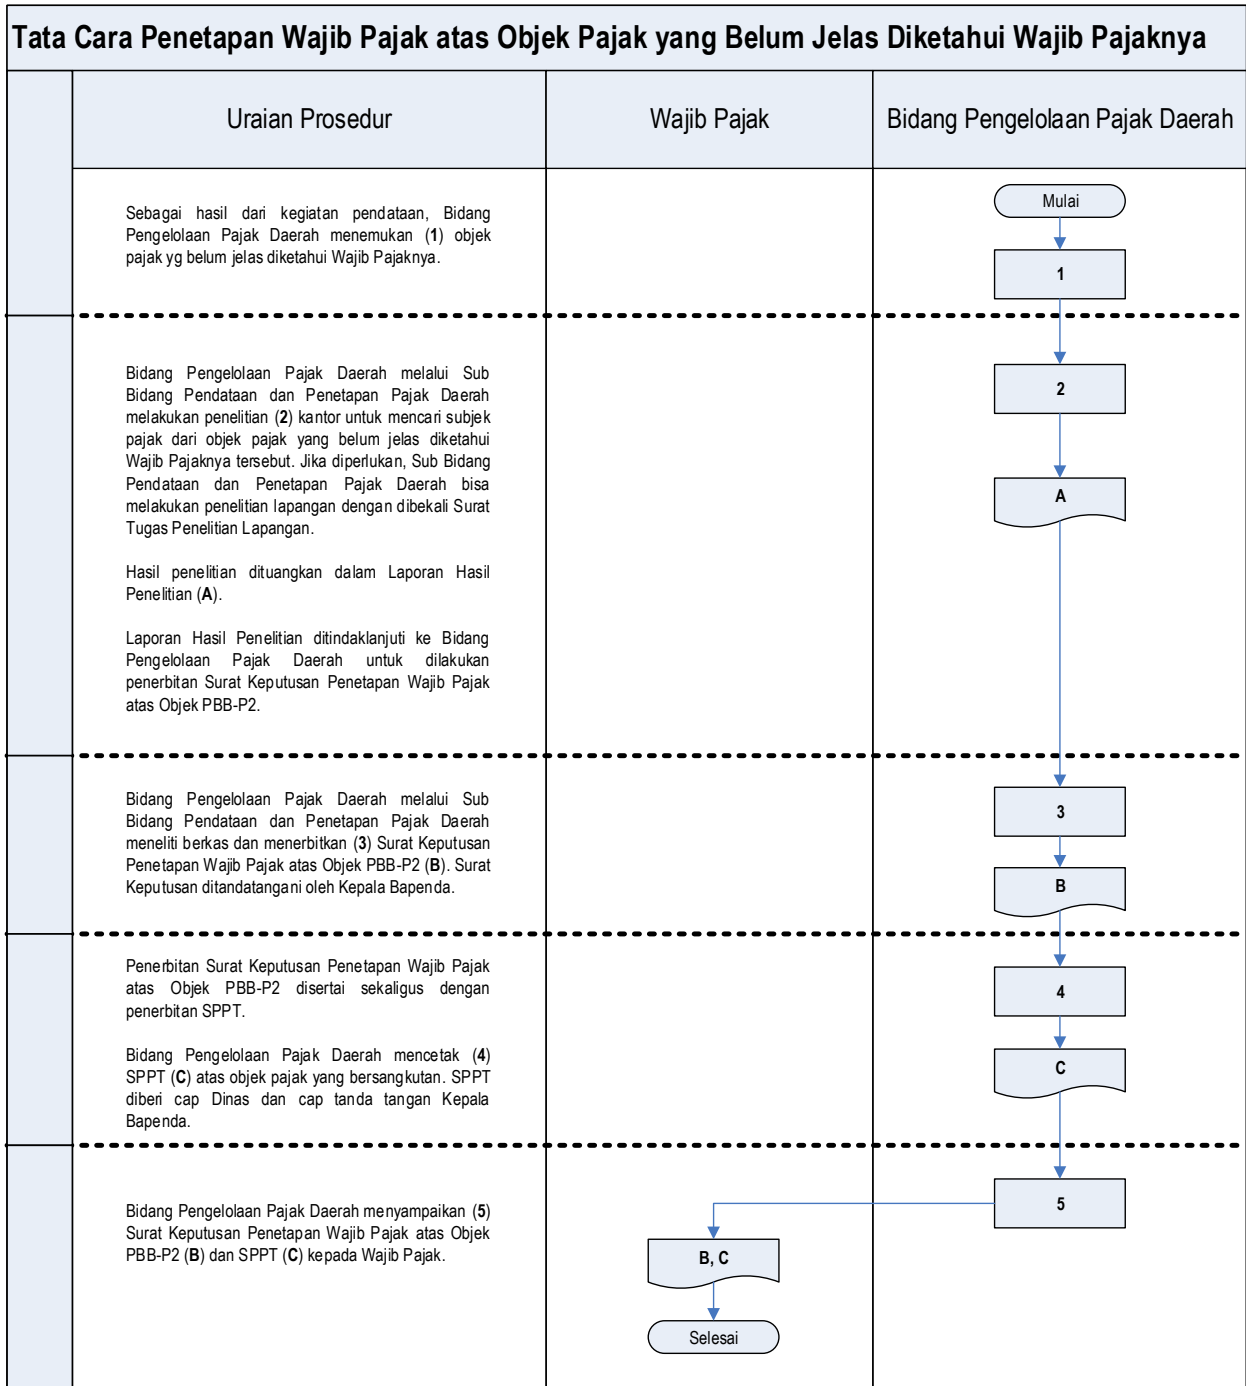 Tata Cara Penetapan Wajib Pajak atas Objek Pajak yang Belum Jelas Diketahui Wajib Pajaknya
Uraian Prosedur
Wajib Pajak
Bidang Pengelolaan Pajak Daerah
Sebagai hasil dari kegiatan pendataan, Bidang
Pengelolaan Pajak Daerah menemukan (1) objek
pajak yg belum jelas diketahui Wajib Pajaknya.
Mulai
1
Bidang Pengelolaan Pajak Daerah melalui Sub
Bidang Pendataan dan Penetapan Pajak Daerah
melakukan penelitian (2) kantor untuk mencari subjek
pajak dari objek pajak yang belum jelas diketahui
Wajib Pajaknya tersebut. Jika diperlukan, Sub Bidang
Pendataan dan Penetapan Pajak Daerah bisa
melakukan penelitian lapangan dengan dibekali Surat
Tugas Penelitian Lapangan.
Hasil penelitian dituangkan dalam Laporan Hasil
Penelitian (A).
Laporan Hasil Penelitian ditindaklanjuti ke Bidang
Pengelolaan Pajak Daerah untuk dilakukan
penerbitan Surat Keputusan Penetapan Wajib Pajak
atas Objek PBB-P2.
2
A
Bidang Pengelolaan Pajak Daerah melalui Sub
Bidang Pendataan dan Penetapan Pajak Daerah
meneliti berkas dan menerbitkan (3) Surat Keputusan
Penetapan Wajib Pajak atas Objek PBB-P2 (B). Surat
Keputusan ditandatangani oleh Kepala Bapenda.
3
B
Penerbitan Surat Keputusan Penetapan Wajib Pajak
atas Objek PBB-P2 disertai sekaligus dengan
penerbitan SPPT.
Bidang Pengelolaan Pajak Daerah mencetak (4)
SPPT (C) atas objek pajak yang bersangkutan. SPPT
diberi cap Dinas dan cap tanda tangan Kepala
Bapenda.
4
C
Bidang Pengelolaan Pajak Daerah menyampaikan (5)
Surat Keputusan Penetapan Wajib Pajak atas Objek
PBB-P2 (B) dan SPPT (C) kepada Wajib Pajak.
5
B, C
Selesai